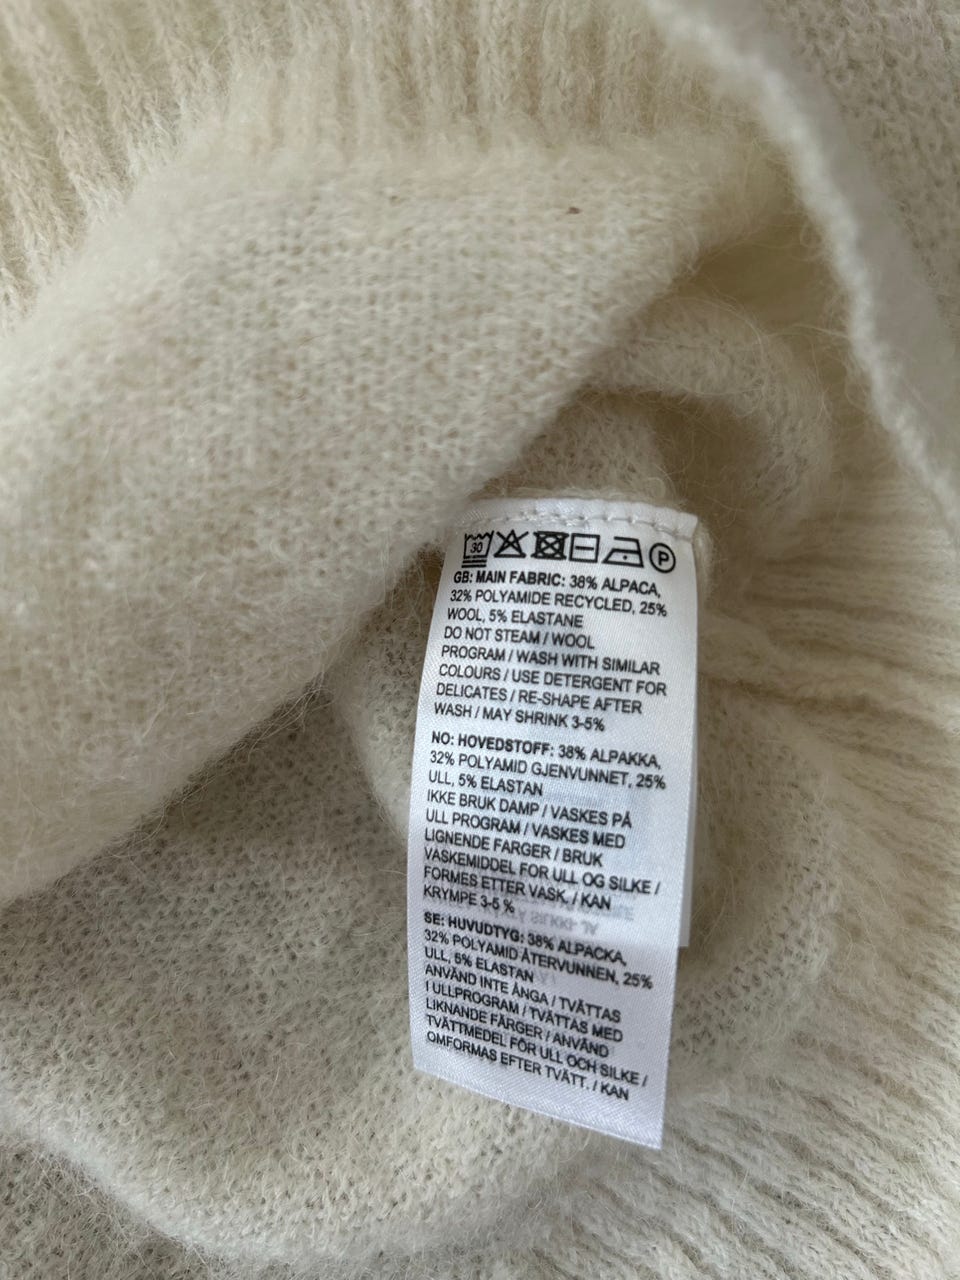 30 P
GB: MAIN FABRIC: 38% ALPACA,
32% POLYAMIDE RECYCLED, 25%
WOOL, 5% ELASTANE
DO NOT STEAM / WOOL
PROGRAM / WASH WITH SIMILAR
COLOURS / USE DETERGENT FOR
DELICATES / RE-SHAPE AFTER
WASH / MAY SHRINK 3-5%
NO: HOVEDSTOFF: 38% ALPAKKA,
32% POLYAMID GJENVUNNET, 25%
ULL, 5% ELASTAN
IKKE BRUK DAMP / VASKES PÅ
ULL PROGRAM / VASKES MED
LIGNENDE FARGER / BRUK
VASKEMIDDEL FOR ULL OG SILKE /
FORMES ETTER VASK. / KAN
KRYMPE 3-5 %
SE: HUVUDTYG: 38% ALPACKA,
32% POLYAMID ÅTERVUNNEN, 25%
ULL, 5% ELASTAN
ANVÄND INTE ÅNGA / TVÄTTAS
I ULLPROGRAM / TVÄTTAS MED
LIKNANDE FÄRGER / ANVÄND
TVÄTTMEDEL FÖR ULL OCH SILKE /
OMFORMAS EFTER TVÄTT. / KAN